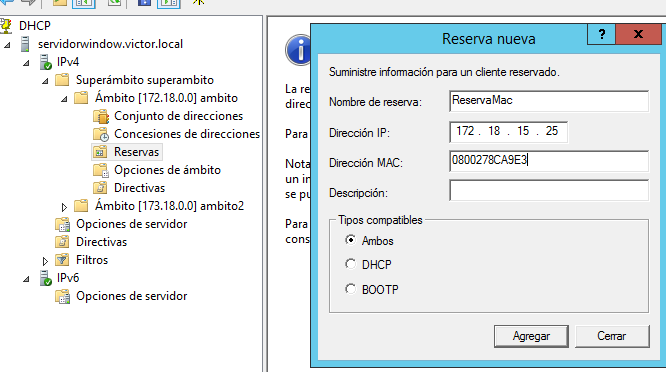 DHCP
servidorwindow.victor.local
IPv4
Superámbito superambito
Ámbito [172.18.0.0] ambito
Conjunto de direcciones
Concesiones de direcciones
Reservas
Opciones de ámbito
Directivas
Ámbito [173.18.0.0] ambito2
Opciones de servidor
Directivas
Filtros
IPv6
Opciones de servidor
La re
direc
Para
Nota
un in
se pu
Para
cons
Reserva nueva
? x
Suministre información para un cliente reservado.
Nombre de reserva: ReservaMac
Dirección IP: 172 . 18 . 15 . 25
Dirección MAC: 0800278CA9E3
Descripción:
Tipos compatibles
Ambos
DHCP
BOOTP
Agregar Cerrar